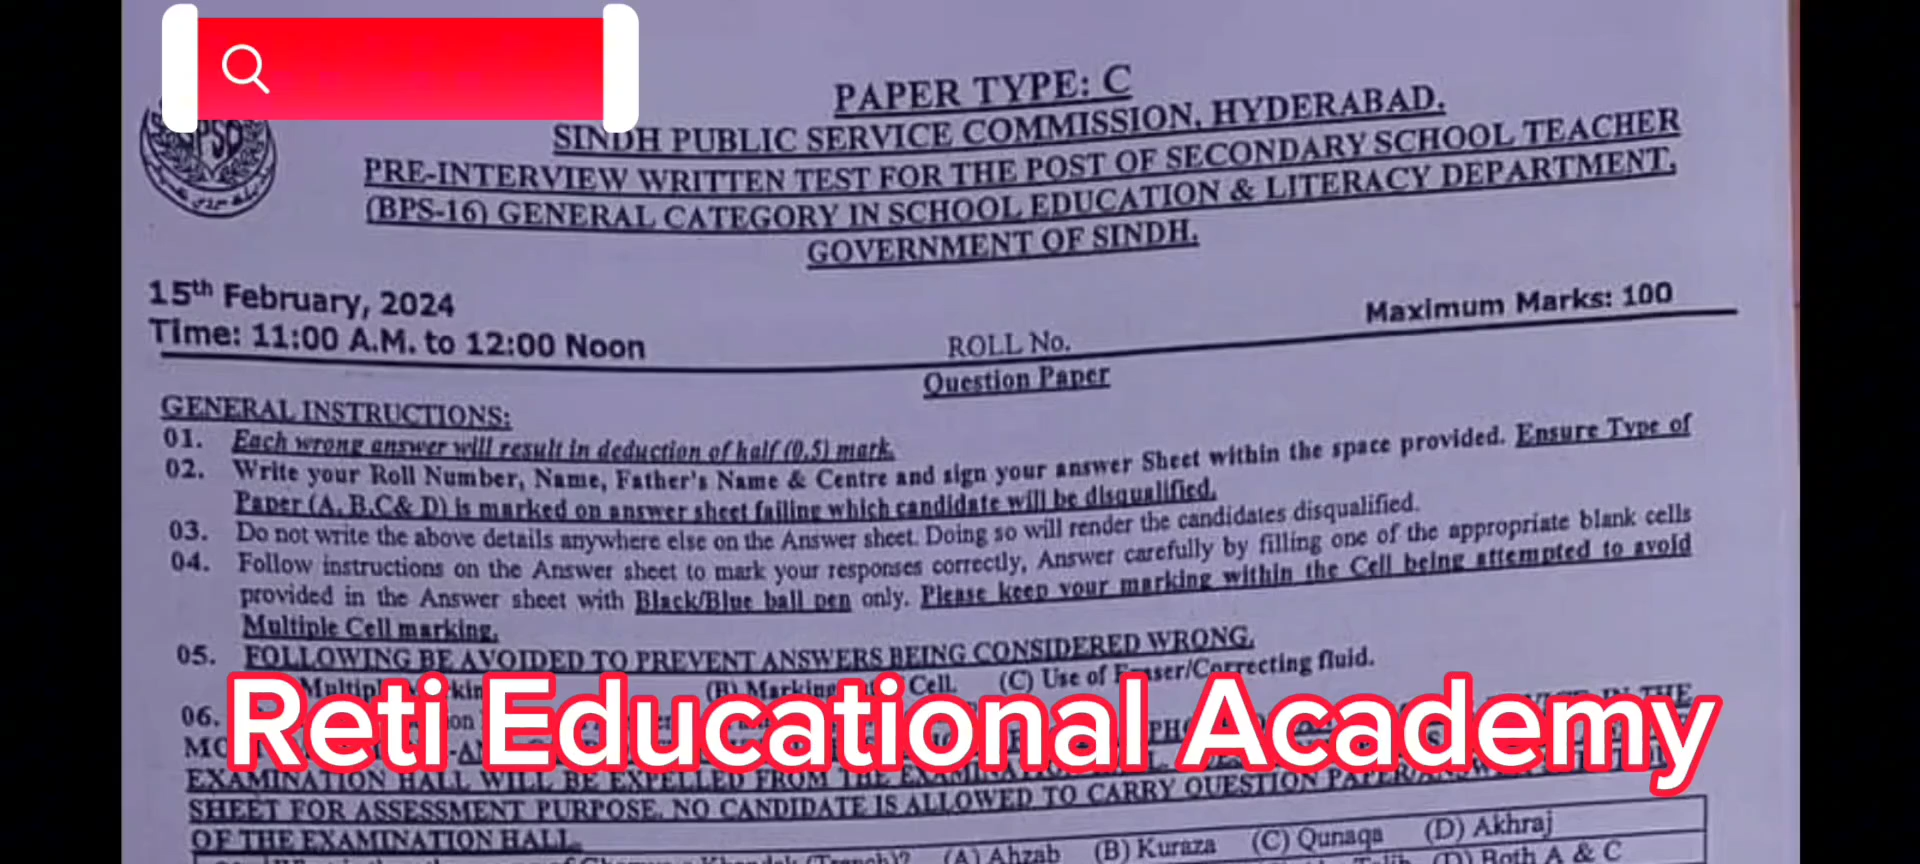 PAPER TYPE: C
SINDH PUBLIC SERVICE COMMISSION, HYDERABAD.
PRE-INTERVIEW WRITTEN TEST FOR THE POST OF SECONDARY SCHOOL TEACHER
(BPS-16) GENERAL CATEGORY IN SCHOOL EDUCATION & LITERACY DEPARTMENT,
GOVERNMENT OF SINDH.
15th February, 2024
Maximum Marks: 100
Time: 11:00 A.M. to 12:00 Noon
ROLL No.
Question Paper
GENERAL INSTRUCTIONS:
01. Each wrong answer will result in deduction of half (0.5) mark.
02. Write your Roll Number, Name, Father's Name & Centre and sign your answer Sheet within the space provided. Ensure Type of
Paper (A, B,C& D) is marked on answer sheet failing which candidate will be disqualified.
03. Do not write the above details anywhere else on the Answer sheet. Doing so will render the candidates disqualified.
04. Follow instructions on the Answer sheet to mark your responses correctly, Answer carefully by filling one of the appropriate blank cells
provided in the Answer sheet with Black/Blue ball pen only. Please keep your marking within the Cell being attempted to avoid
Multiple Cell marking.
05. FOLLOWING BE AVOIDED TO PREVENT ANSWERS BEING CONSIDERED WRONG.
(B) Marking Cell. (C) Use of Eraser/Correcting fluid.
06. IN THE
Reti Educational Academy
EXAMINATION HALL WILL BE EXPELLED FROM THE
SHEET FOR ASSESSMENT PURPOSE. NO CANDIDATE IS ALLOWED TO CARRY QUESTION PAPER
OF THE EXAMINATION HALL.
(Trench)? (A) Ahzab (B) Kuraza (C) Qunaqa (D) Akhraj
(D) Both A & C